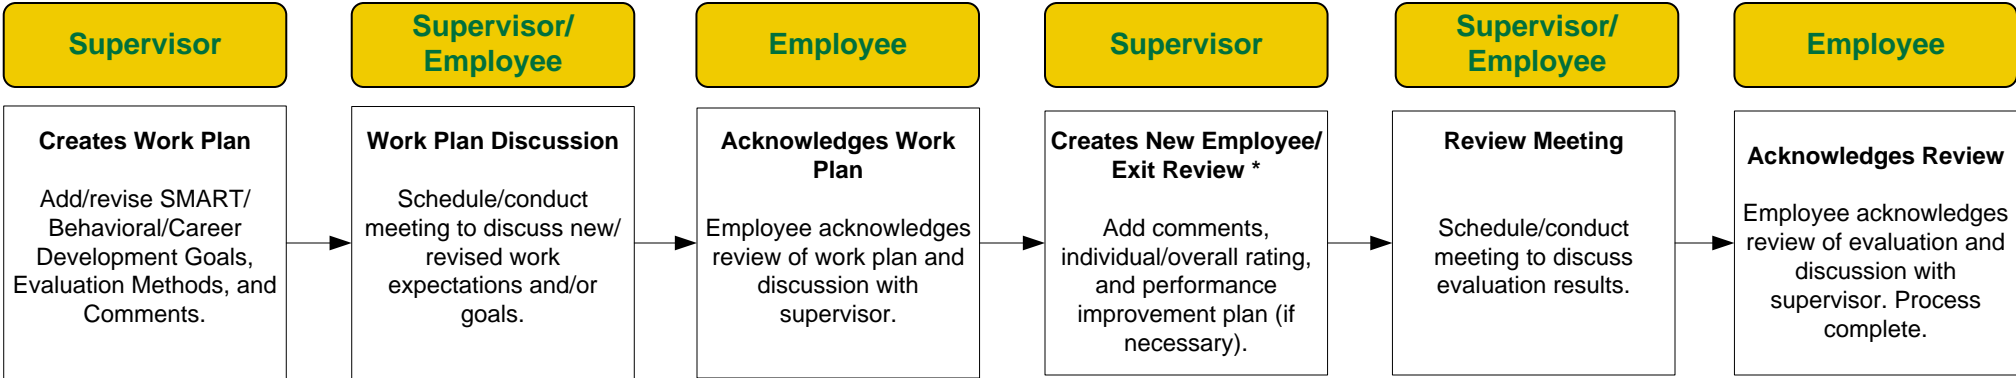 Supervisor
Supervisor/
Employee
Employee
Supervisor
Supervisor/
Employee
Employee
Creates Work Plan
Add/revise SMART/
Behavioral/Career
Development Goals,
Evaluation Methods, and
Comments.
Work Plan Discussion
Schedule/conduct
meeting to discuss new/
revised work
expectations and/or
goals.
Acknowledges Work
Plan
Employee acknowledges
review of work plan and
discussion with
supervisor.
Creates New Employee/
Exit Review *
Add comments,
individual/overall rating,
and performance
improvement plan (if
necessary).
Review Meeting
Schedule/conduct
meeting to discuss
evaluation results.
Acknowledges Review
Employee acknowledges
review of evaluation and
discussion with
supervisor. Process
complete.